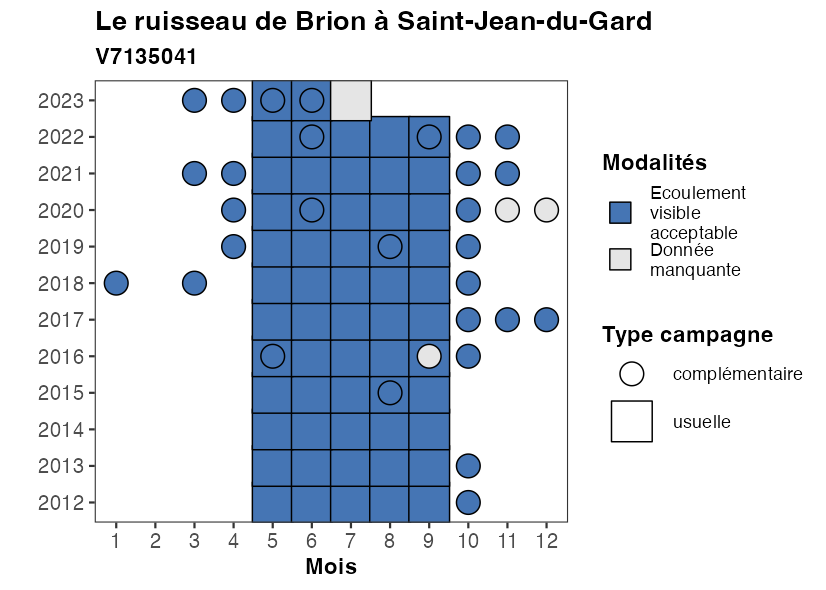 Le ruisseau de Brion à Saint-Jean-du-Gard
V7135041
2023
2022
2021
2020
2019
2018
2017
2016
2015
2014
2013
2012
1 2 3 4 5 6 7 8 9 10 11 12
Mois
Modalités
Ecoulement
visible
acceptable
Donnée
manquante
Type campagne
complémentaire
usuelle